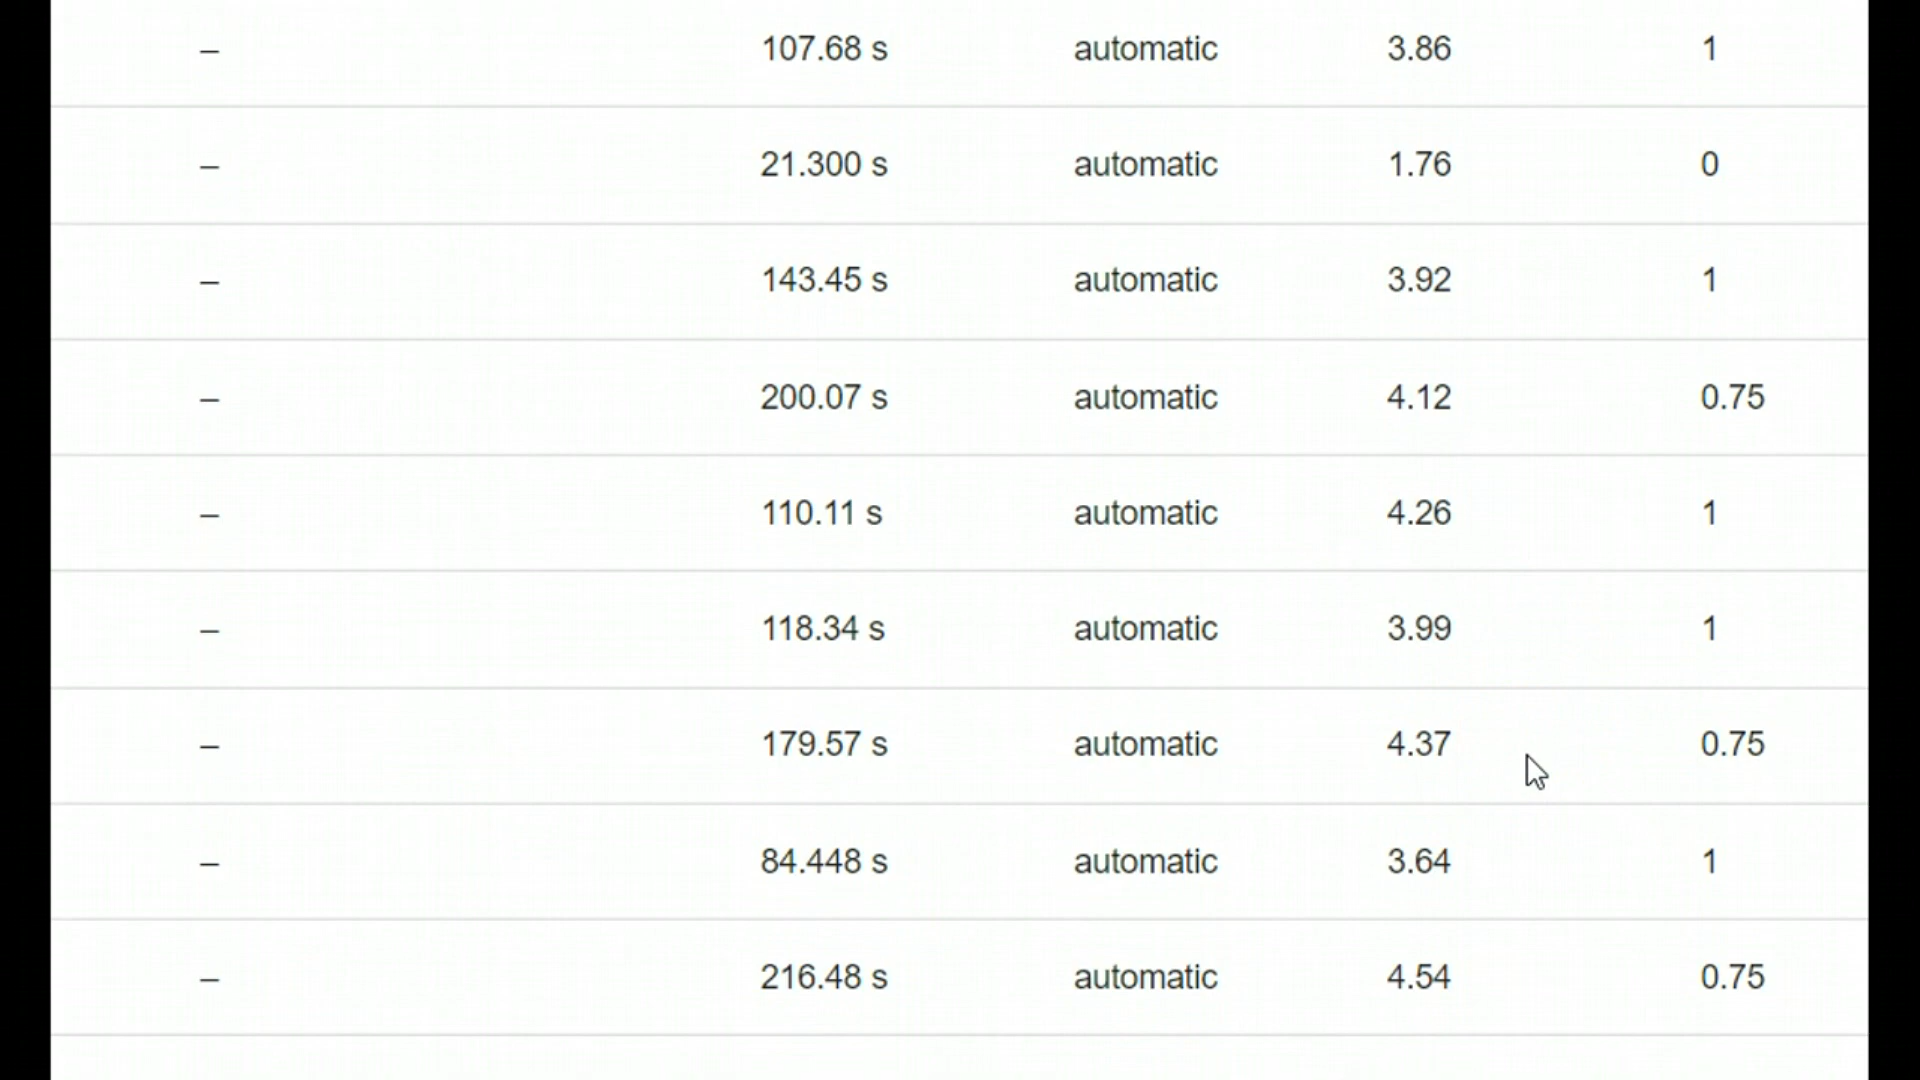 – 107.68 s automatic 3.86 1
– 21.300 s automatic 1.76 0
– 143.45 s automatic 3.92 1
– 200.07 s automatic 4.12 0.75
– 110.11 s automatic 4.26 1
– 118.34 s automatic 3.99 1
– 179.57 s automatic 4.37 0.75
– 84.448 s automatic 3.64 1
– 216.48 s automatic 4.54 0.75